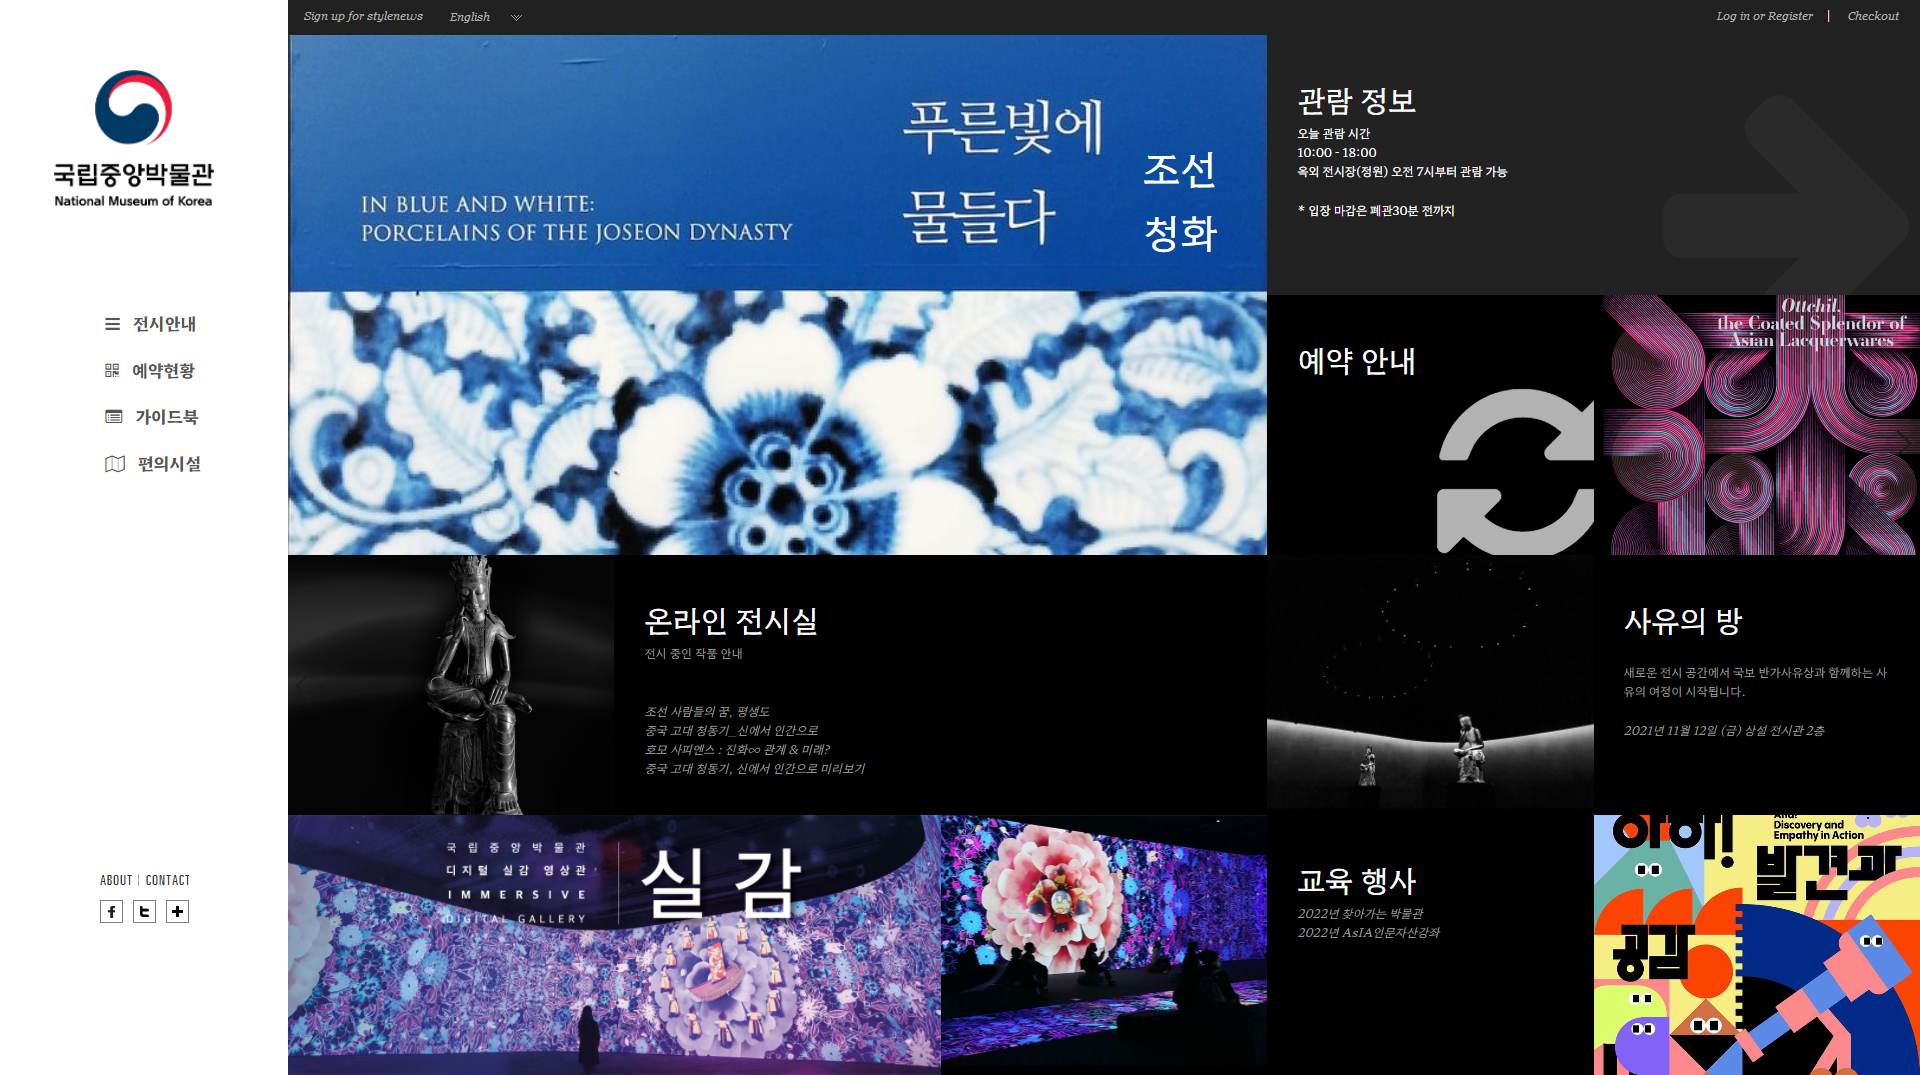 Sign up for stylenews
English
Log in or Register
Checkout
국립중앙박물관
National Museum of Korea
전시안내
예약현황
가이드북
편의시설
ABOUT
CONTACT
IN BLUE AND WHITE:
PORCELAINS OF THE JOSEON DYNASTY
푸른빛에
물들다
조선
청화
관람 정보
오늘 관람 시간
10:00 - 18:00
옥외 전시장(정원) 오전 7시부터 관람 가능
* 입장 마감은 폐관30분 전까지
예약 안내
Ottchil,
the Coated Splendor of
Asian Lacquerwares
온라인 전시실
전시 중인 작품 안내
조선 사람들의 꿈, 평생도
중국 고대 청동기_신에서 인간으로
호모 사피엔스 : 진화∞ 관계 & 미래?
중국 고대 청동기, 신에서 인간으로 미리보기
사유의 방
새로운 전시 공간에서 국보 반가사유상과 함께하는 사
유의 여정이 시작됩니다.
2021년 11월 12일 (금) 상설 전시관 2층
국립중앙박물관
디지털 실감 영상관
IMMERSIVE
DIGITAL GALLERY
실감
교육 행사
2022년 찾아가는 박물관
2022년 AsIA인문자산강좌
아하!
Aha!
Discovery and
Empathy in Action
발견과
공감